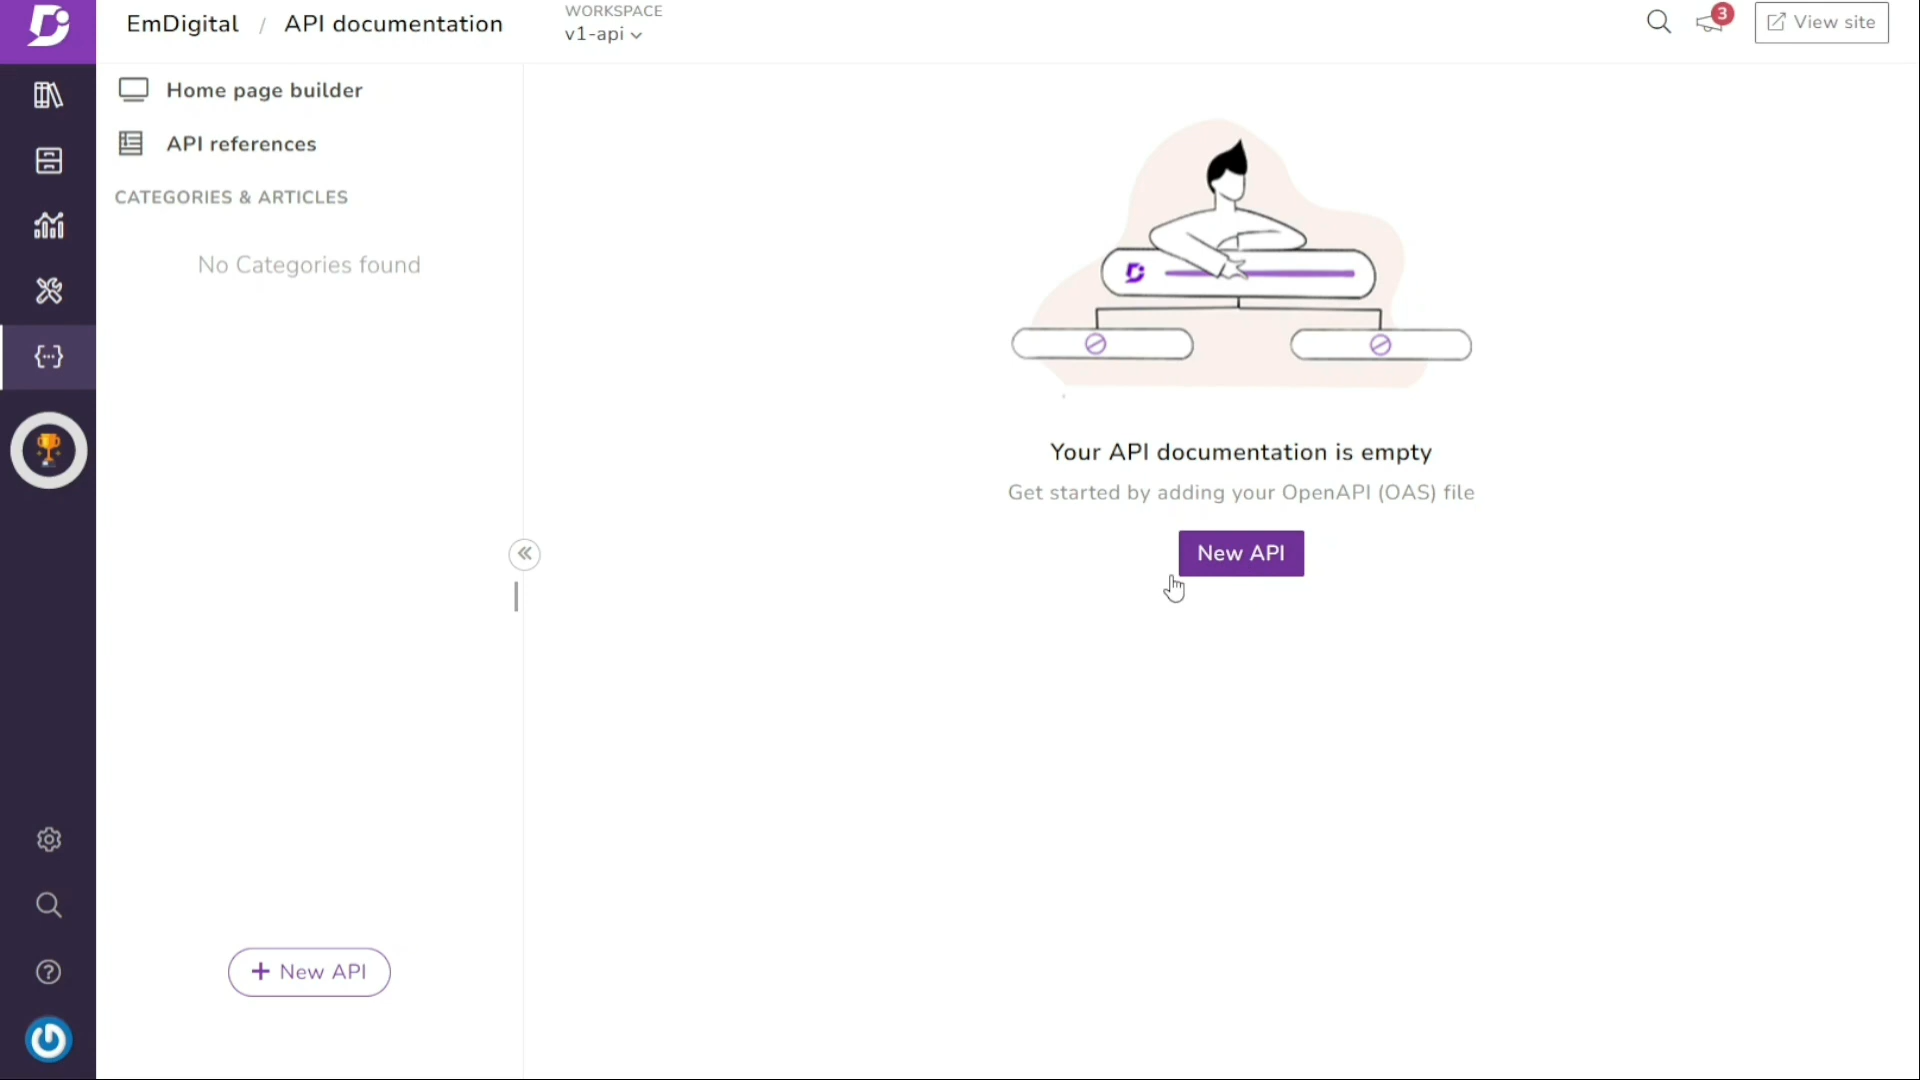 EmDigital / API documentation
WORKSPACE
v1-api
3
View site
Home page builder
API references
CATEGORIES & ARTICLES
No Categories found
Your API documentation is empty
Get started by adding your OpenAPI (OAS) file
New API
+ New API